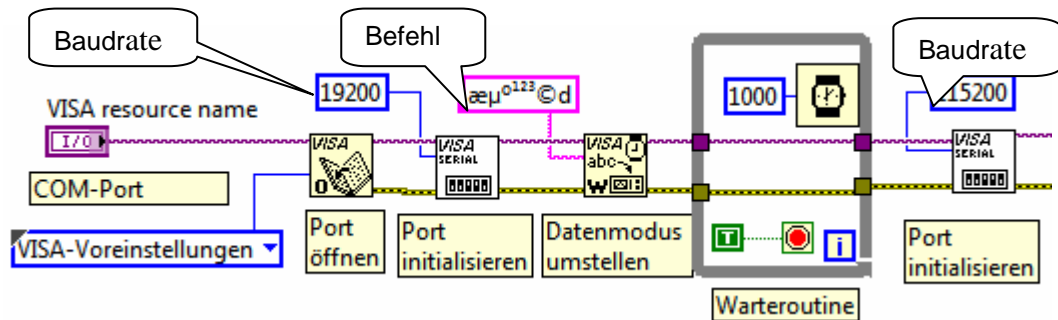 Baudrate
Befehl
Baudrate
19200
æµº¹²³©d
1000
115200
VISA resource name
I/O
VISA
O
VISA
SERIAL
VISA
abc
W
VISA
SERIAL
COM-Port
VISA-Voreinstellungen
Port
öffnen
Port
initialisieren
Datenmodus
umstellen
T
i
Port
initialisieren
Warteroutine